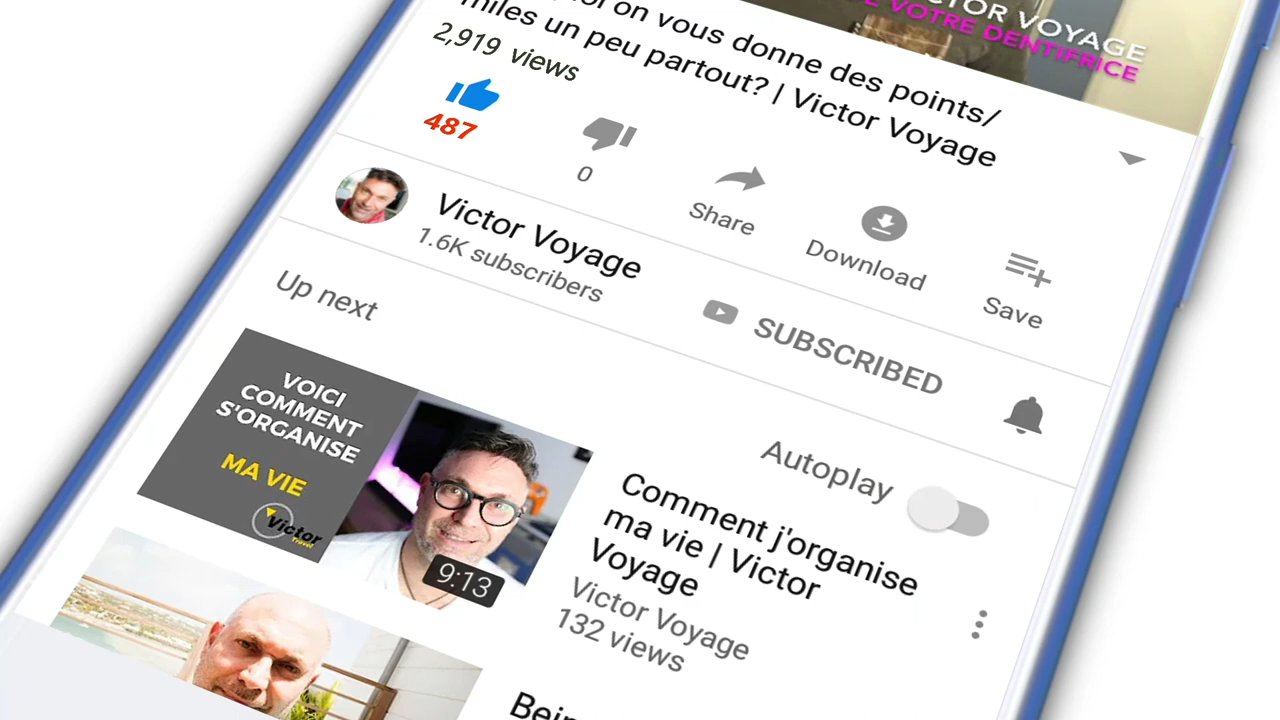 CTOR VOYAGE
E VOTRE DENTIFRICE
on vous donne des points/
miles un peu partout? | Victor Voyage
2,919 views
487
0
Share
Download
Save
Victor Voyage
1.6K subscribers
SUBSCRIBED
Up next
Autoplay
VOICI
COMMENT
S'ORGANISE
MA VIE
Victor
Travel
9:13
Comment j'organise
ma vie | Victor
Voyage
Victor Voyage
132 views